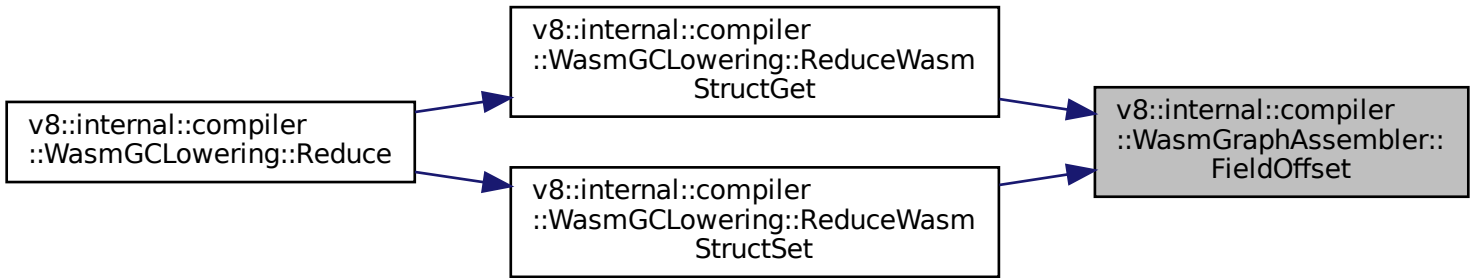 v8::internal::compiler
::WasmGCLowering::Reduce
v8::internal::compiler
::WasmGCLowering::ReduceWasm
StructGet
v8::internal::compiler
::WasmGCLowering::ReduceWasm
StructSet
v8::internal::compiler
::WasmGraphAssembler::
FieldOffset